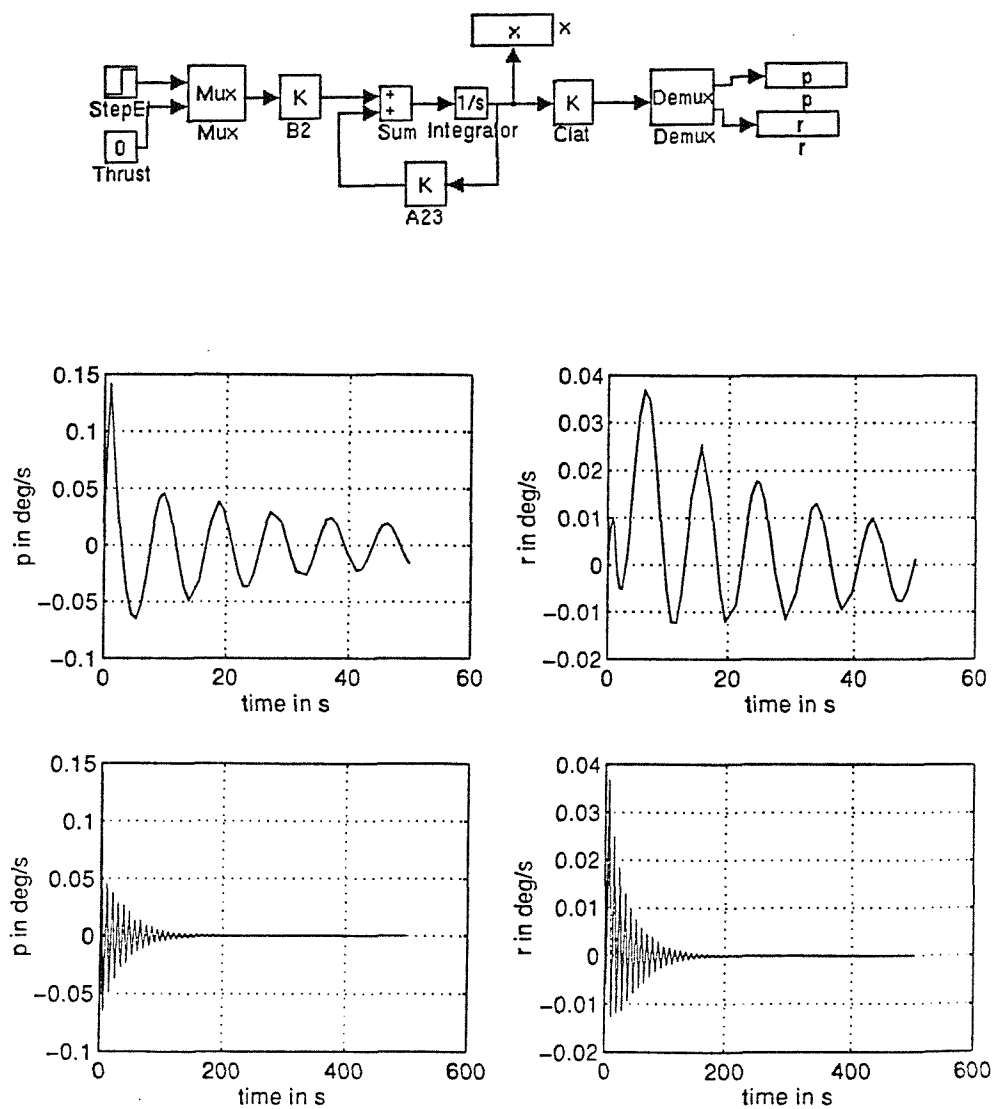 x x
StepEl
Mux
Mux
K
B2
+
+
Sum
1/s
Integrator
K
Clat
Demux
Demux
p
p
r
r
0
Thrust
K
A23
0.15
0.1
0.05
0
−0.05
−0.1
p in deg/s
0 20 40 60
time in s
0.04
0.03
0.02
0.01
0
−0.01
−0.02
r in deg/s
0 20 40 60
time in s
0.15
0.1
0.05
0
−0.05
−0.1
p in deg/s
0 200 400 600
time in s
0.04
0.03
0.02
0.01
0
−0.01
−0.02
r in deg/s
0 200 400 600
time in s